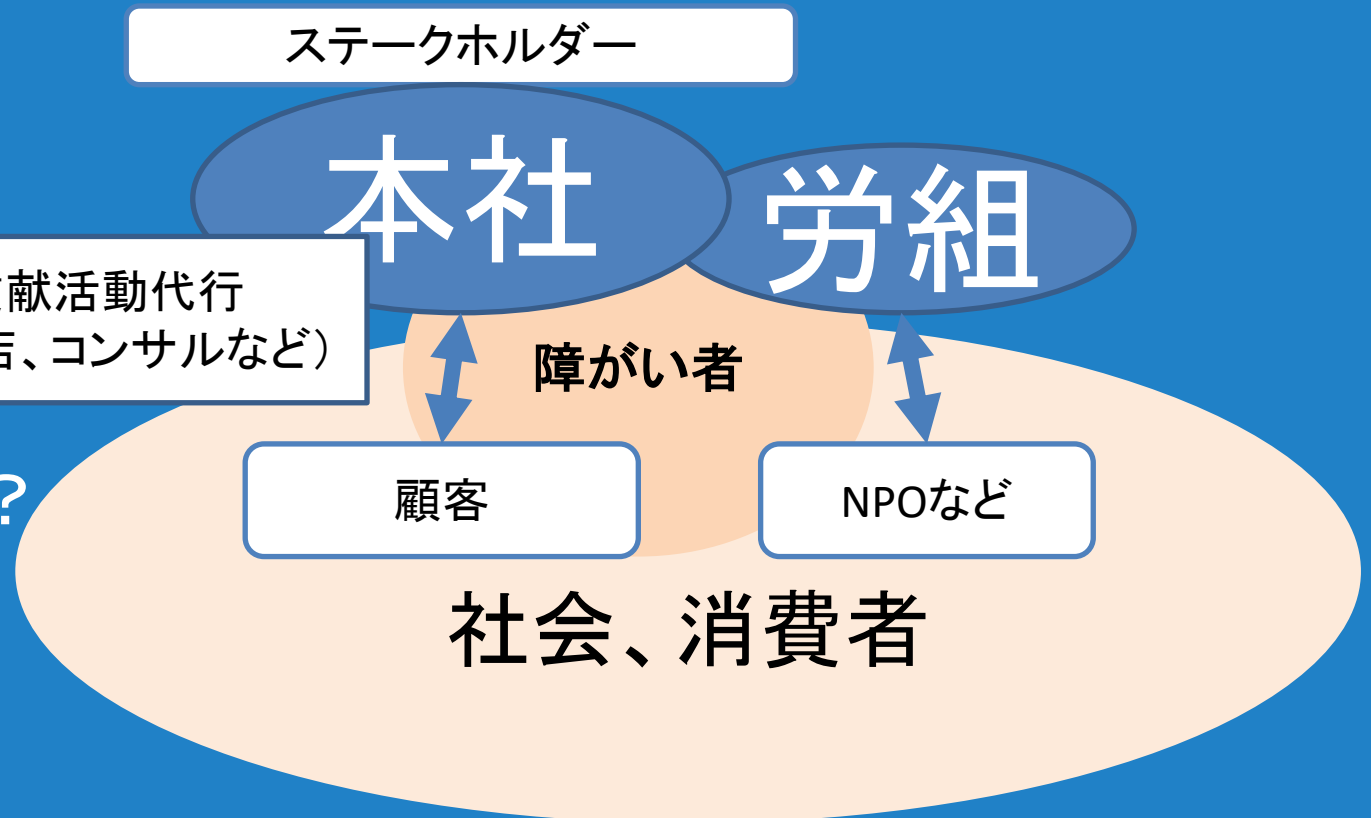 ステークホルダー
本社
労組
献活動代行
、コンサルなど）
障がい者
?
顧客
NPOなど
社会、消費者